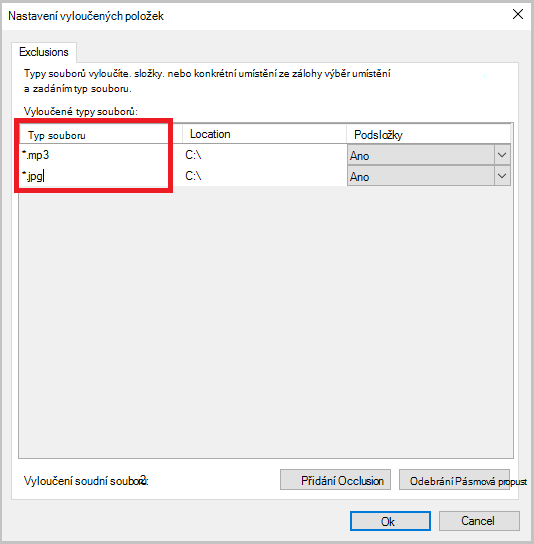 Nastavení vyloučených položek
Exclusions
Typy souborů vyloučíte. složky. nebo konkrétní umístění ze zálohy výběr umístění
a zadáním typ souboru.
Vyloučené typy souborů:
Typ souboru Location Podsložky
*.mp3 C:\ Ano
*.jpg C:\ Ano
Vyloučení soudní souborů: 2
Přidání Occlusion Odebrání Pásmová propust
Ok Cancel